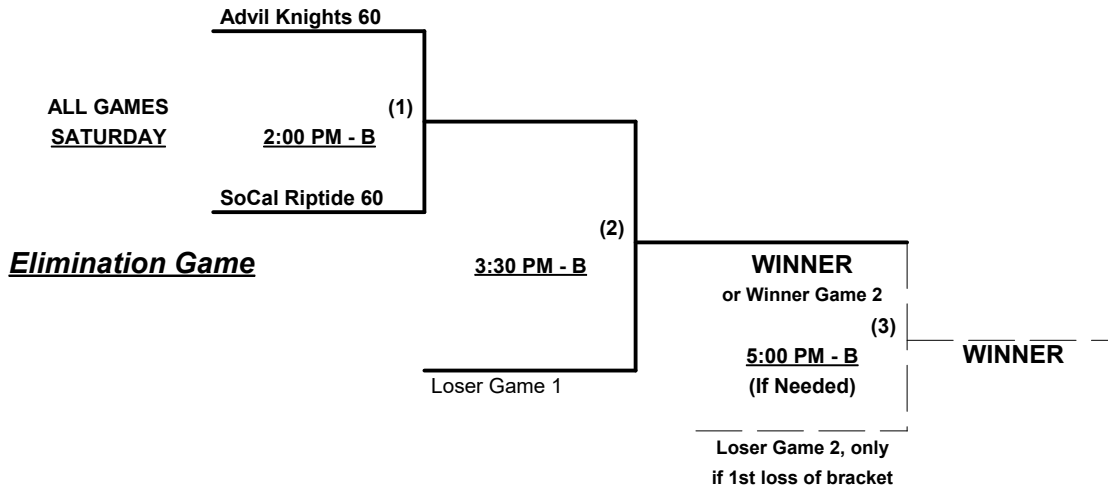 Advil Knights 60
ALL GAMES
(1)
SATURDAY
2:00 PM - B
SoCal Riptide 60
(2)
Elimination Game
3:30 PM - B
WINNER
or Winner Game 2
(3)
5:00 PM - B
WINNER
Loser Game 1
(If Needed)
Loser Game 2, only
if 1st loss of bracket